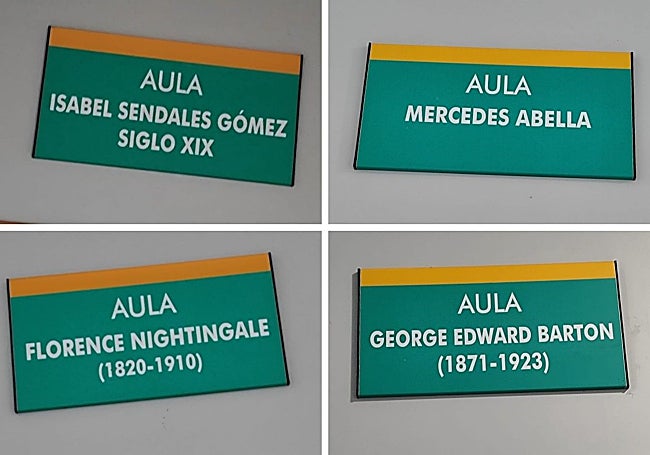 AULA
ISABEL SENDALES GÓMEZ
SIGLO XIX
AULA
MERCEDES ABELLA
AULA
FLORENCE NIGHTINGALE
(1820-1910)
AULA
GEORGE EDWARD BARTON
(1871-1923)